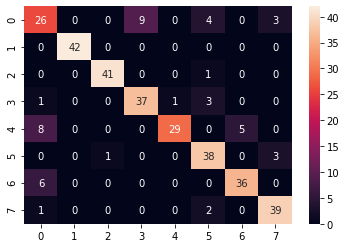 0 26 0 0 9 0 4 0 3
1 0 42 0 0 0 0 0 0
2 0 0 41 0 0 1 0 0
3 1 0 0 37 1 3 0 0
4 8 0 0 0 29 0 5 0
5 0 0 1 0 0 38 0 3
6 6 0 0 0 0 0 36 0
7 1 0 0 0 0 2 0 39
0 1 2 3 4 5 6 7
40
35
30
25
20
15
10
5
0